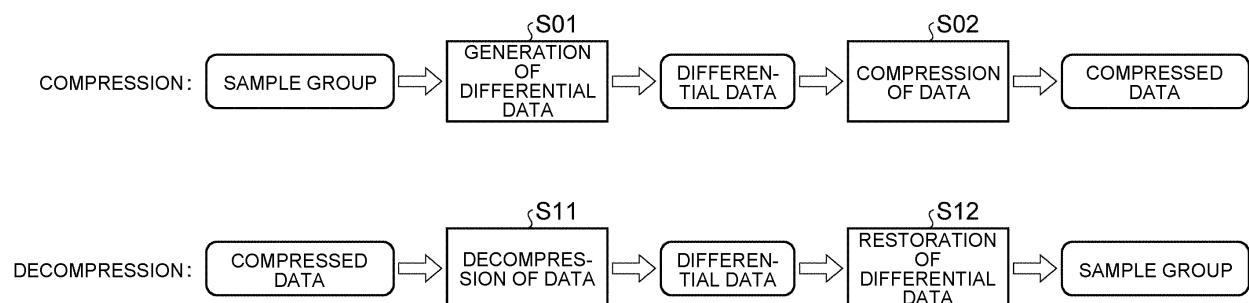 S01
S02
COMPRESSION:
SAMPLE GROUP
GENERATION
OF
DIFFERENTIAL
DATA
DIFFEREN-
TIAL DATA
COMPRESSION
OF DATA
COMPRESSED
DATA
S11
S12
DECOMPRESSION:
COMPRESSED
DATA
DECOMPRES-
SION OF DATA
DIFFEREN-
TIAL DATA
RESTORATION
OF
DIFFERENTIAL
DATA
SAMPLE GROUP